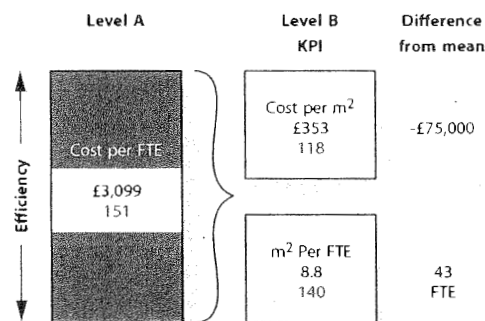 Level A
Level B
KPI
Difference
from mean
Efficiency
Cost per FTE
£3,099
151
Cost per m²
£353
118
-£75,000
m² Per FTE
8.8
140
43
FTE